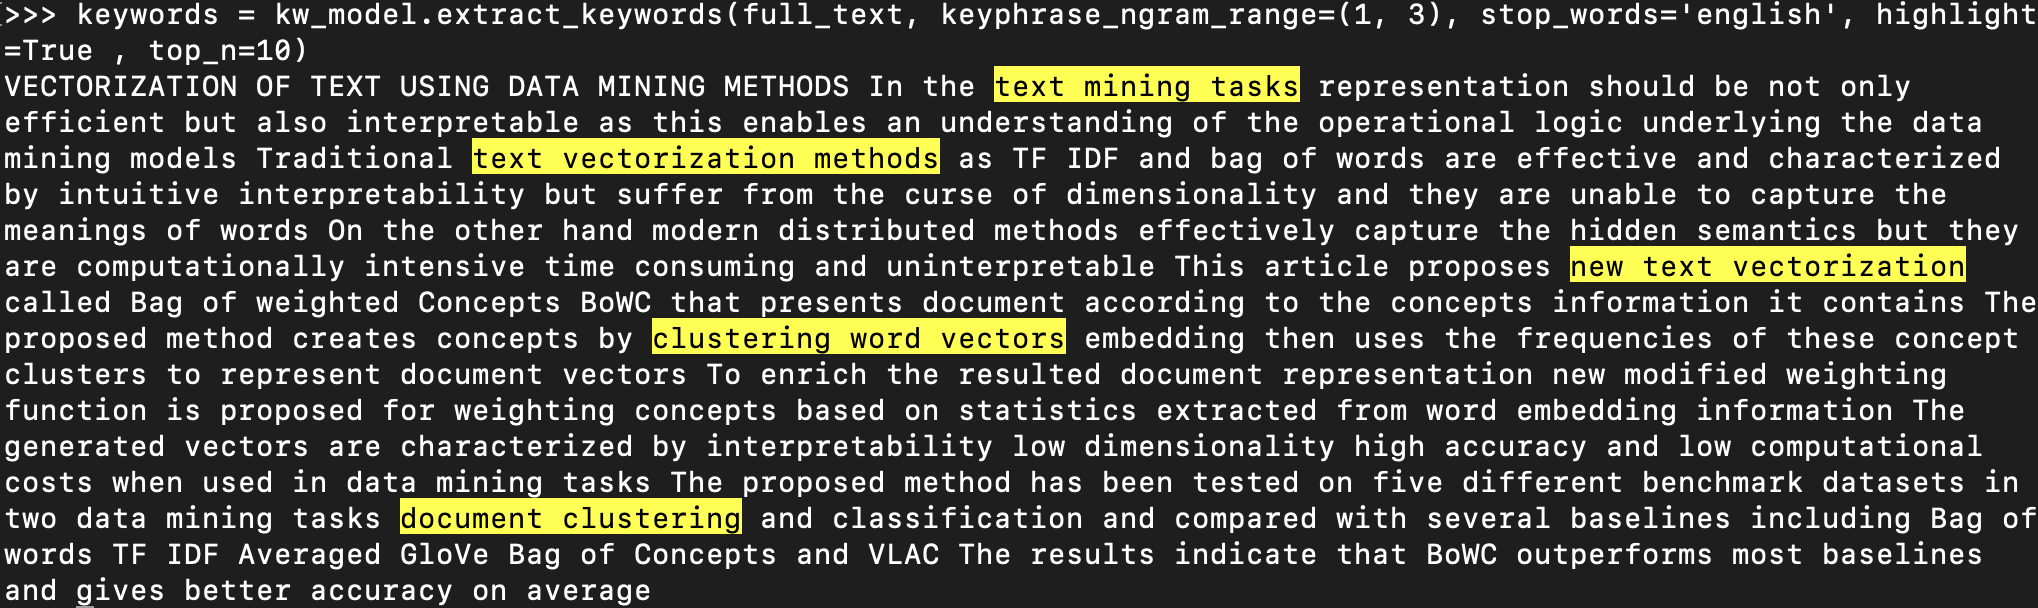 >>> keywords = kw_model.extract_keywords(full_text, keyphrase_ngram_range=(1, 3), stop_words='english', highlight
=True , top_n=10)
VECTORIZATION OF TEXT USING DATA MINING METHODS In the text mining tasks representation should be not only
efficient but also interpretable as this enables an understanding of the operational logic underlying the data
mining models Traditional text vectorization methods as TF IDF and bag of words are effective and characterized
by intuitive interpretability but suffer from the curse of dimensionality and they are unable to capture the
meanings of words On the other hand modern distributed methods effectively capture the hidden semantics but they
are computationally intensive time consuming and uninterpretable This article proposes new text vectorization
called Bag of weighted Concepts BoWC that presents document according to the concepts information it contains The
proposed method creates concepts by clustering word vectors embedding then uses the frequencies of these concept
clusters to represent document vectors To enrich the resulted document representation new modified weighting
function is proposed for weighting concepts based on statistics extracted from word embedding information The
generated vectors are characterized by interpretability low dimensionality high accuracy and low computational
costs when used in data mining tasks The proposed method has been tested on five different benchmark datasets in
two data mining tasks document clustering and classification and compared with several baselines including Bag of
words TF IDF Averaged GloVe Bag of Concepts and VLAC The results indicate that BoWC outperforms most baselines
and gives better accuracy on average